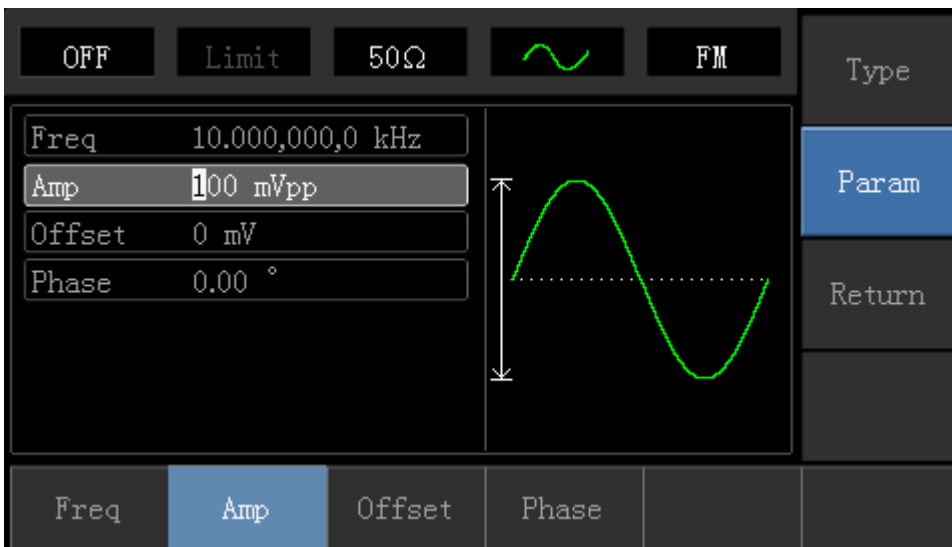 OFF Limit 50Ω FM
Type
Freq 10.000,000,0 kHz
Amp 100 mVpp
Param
Offset 0 mV
Phase 0.00 °
Return
Freq Amp Offset Phase